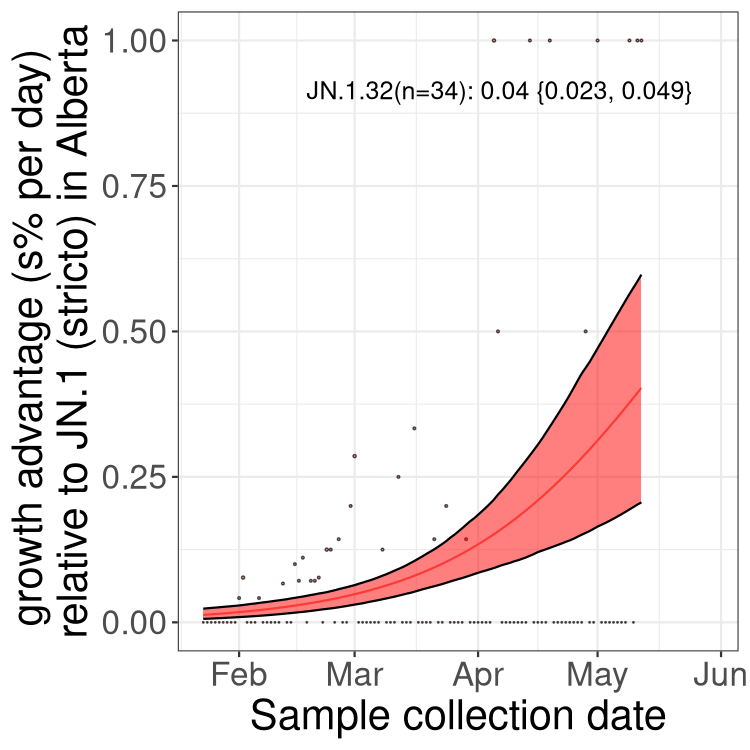 growth advantage (s% per day)
relative to JN.1 (stricto) in Alberta
1.00
JN.1.32(n=34): 0.04 {0.023, 0.049}
0.75
0.50
0.25
0.00
Feb Mar Apr May Jun
Sample collection date